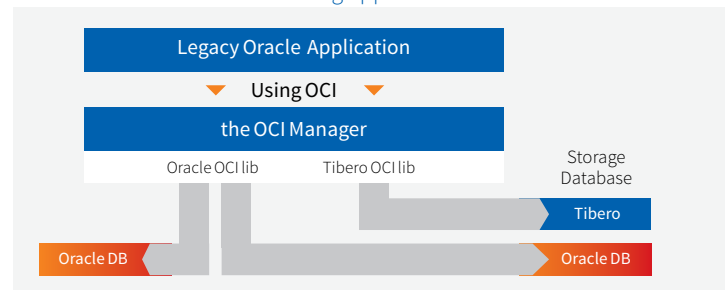 Legacy Oracle Application
Using OCI
the OCI Manager
Oracle OCI lib
Tibero OCI lib
Storage
Database
Tibero
Oracle DB
Oracle DB